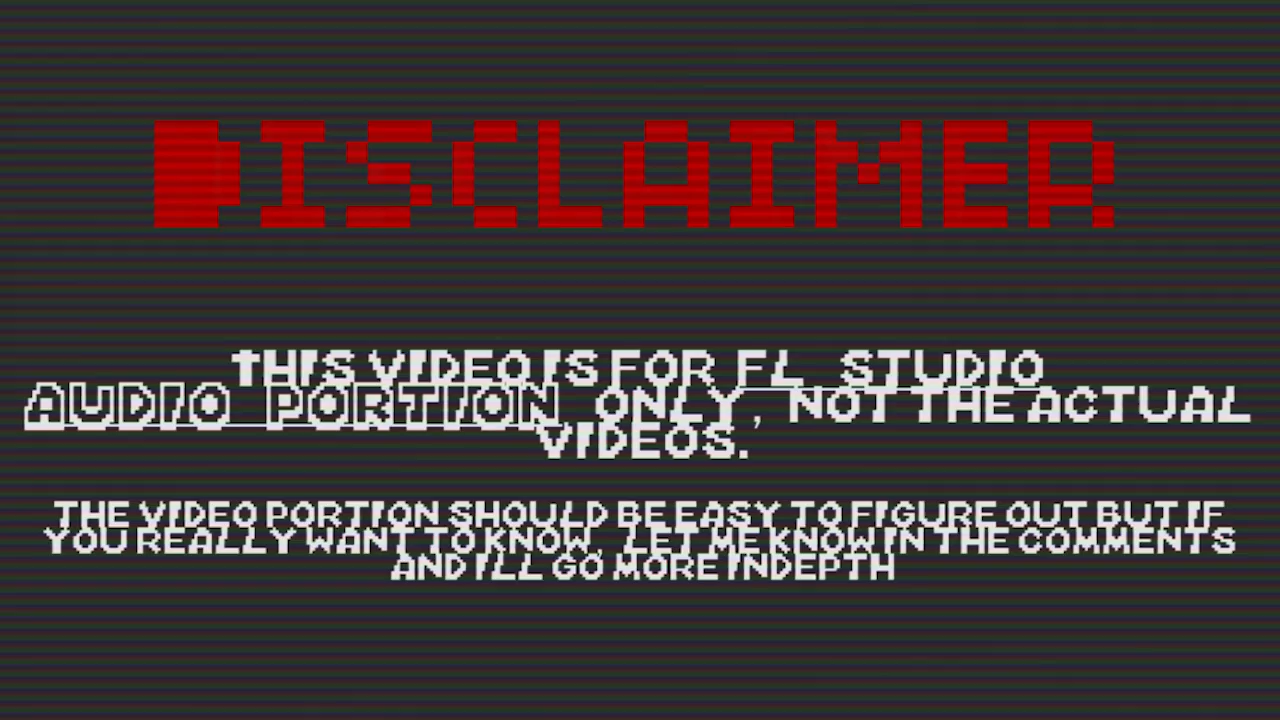 DISCLAIMER
THIS VIDEO IS FOR FL STUDIO
AUDIO PORTION ONLY, NOT THE ACTUAL
VIDEOS.
THE VIDEO PORTION SHOULD BE EASY TO FIGURE OUT BUT IF
YOU REALLY WANT TO KNOW, LET ME KNOW IN THE COMMENTS
AND ILL GO MORE INDEPTH